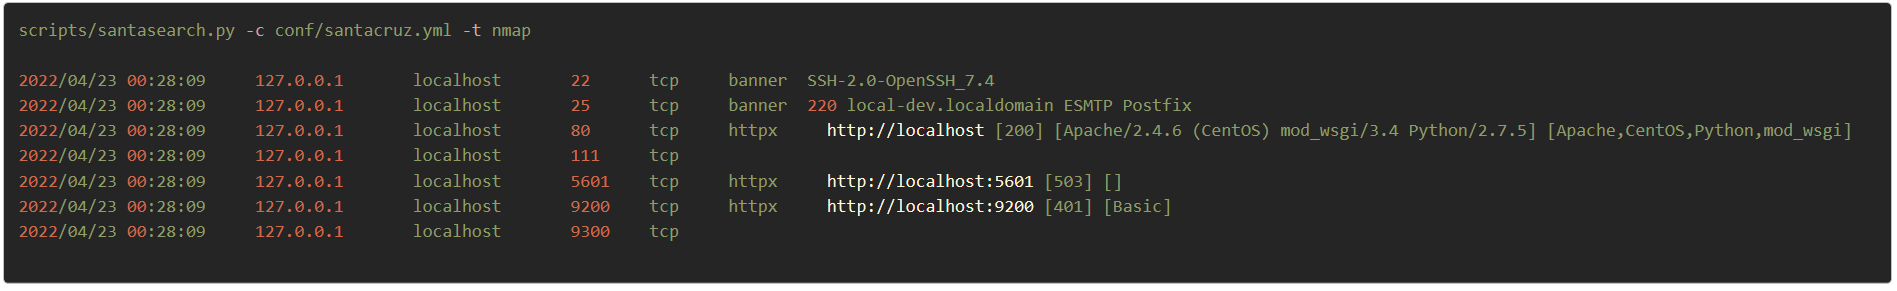 scripts/santasearch.py -c conf/santacruz.yml -t nmap
2022/04/23 00:28:09 127.0.0.1 localhost 22 tcp banner SSH-2.0-OpenSSH_7.4
2022/04/23 00:28:09 127.0.0.1 localhost 25 tcp banner 220 local-dev.localdomain ESMTP Postfix
2022/04/23 00:28:09 127.0.0.1 localhost 80 tcp httpx http://localhost [200] [Apache/2.4.6 (CentOS) mod_wsgi/3.4 Python/2.7.5] [Apache,CentOS,Python,mod_wsgi]
2022/04/23 00:28:09 127.0.0.1 localhost 111 tcp
2022/04/23 00:28:09 127.0.0.1 localhost 5601 tcp httpx http://localhost:5601 [503] []
2022/04/23 00:28:09 127.0.0.1 localhost 9200 tcp httpx http://localhost:9200 [401] [Basic]
2022/04/23 00:28:09 127.0.0.1 localhost 9300 tcp